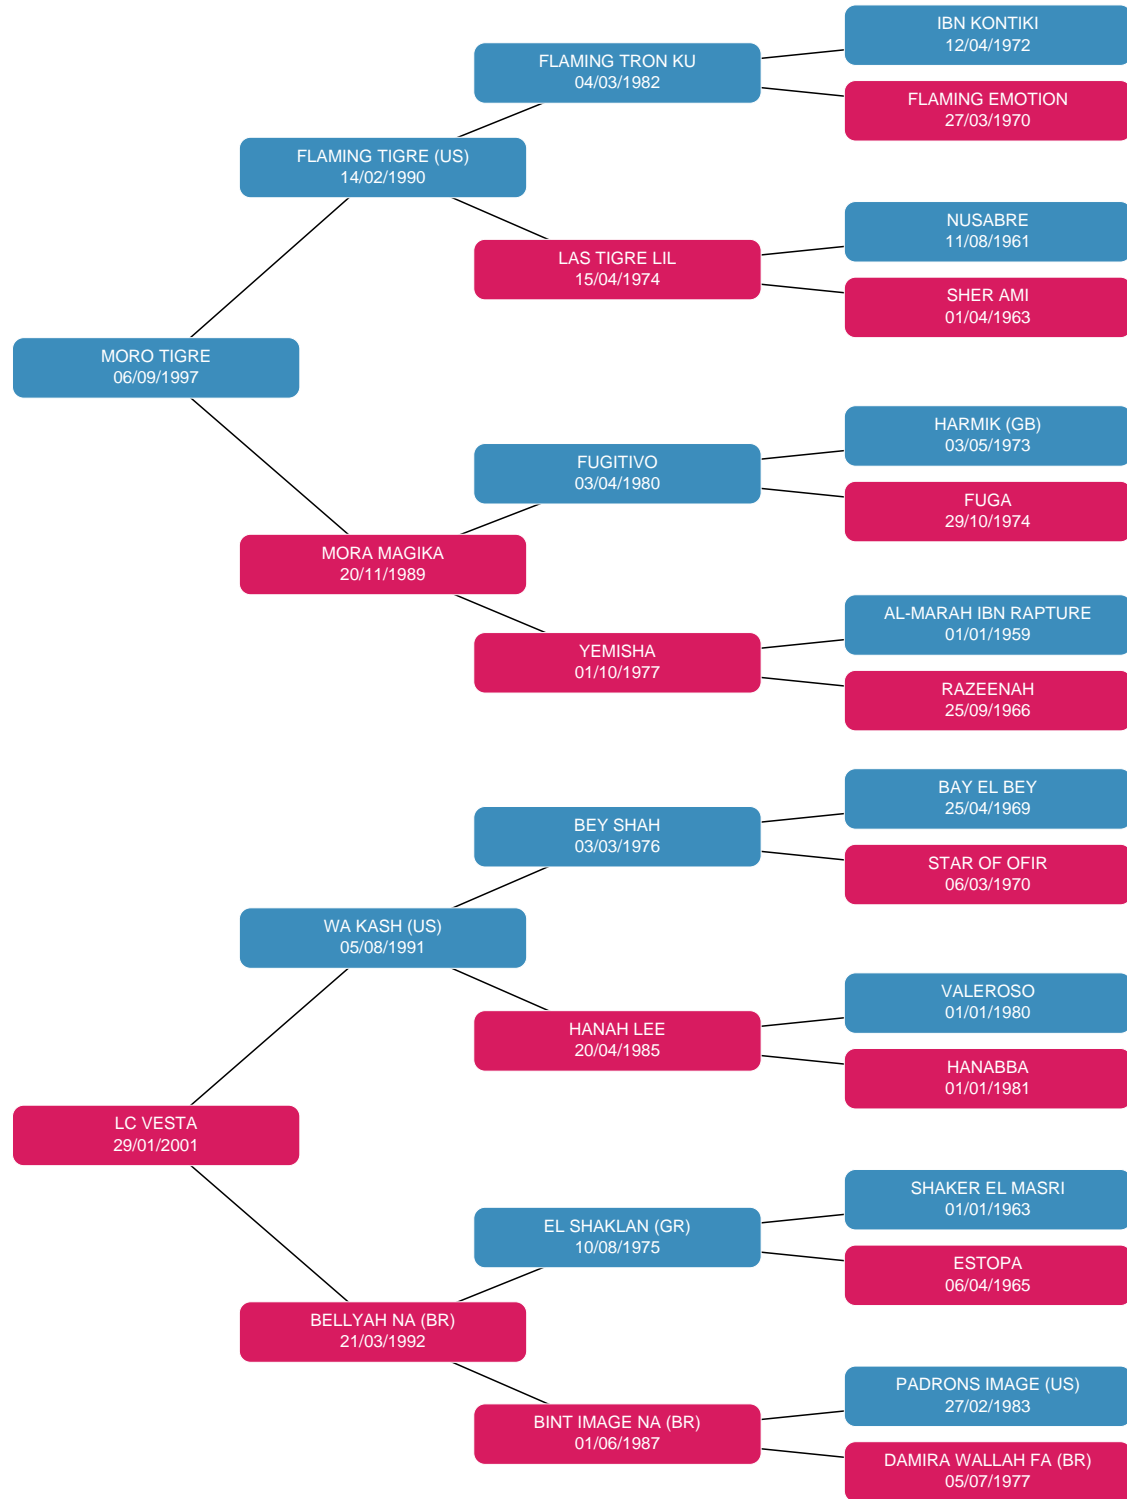 IBN KONTIKI
12/04/1972
FLAMING TRON KU
04/03/1982
FLAMING EMOTION
27/03/1970
FLAMING TIGRE (US)
14/02/1990
NUSABRE
11/08/1961
LAS TIGRE LIL
15/04/1974
SHER AMI
01/04/1963
MORO TIGRE
06/09/1997
HARMIK (GB)
03/05/1973
FUGITIVO
03/04/1980
FUGA
29/10/1974
MORA MAGIKA
20/11/1989
AL-MARAH IBN RAPTURE
01/01/1959
YEMISHA
01/10/1977
RAZEENAH
25/09/1966
BAY EL BEY
25/04/1969
BEY SHAH
03/03/1976
STAR OF OFIR
06/03/1970
WA KASH (US)
05/08/1991
VALEROSO
01/01/1980
HANAH LEE
20/04/1985
HANABBA
01/01/1981
LC VESTA
29/01/2001
SHAKER EL MASRI
01/01/1963
EL SHAKLAN (GR)
10/08/1975
ESTOPA
06/04/1965
BELLYAH NA (BR)
21/03/1992
PADRONS IMAGE (US)
27/02/1983
BINT IMAGE NA (BR)
01/06/1987
DAMIRA WALLAH FA (BR)
05/07/1977